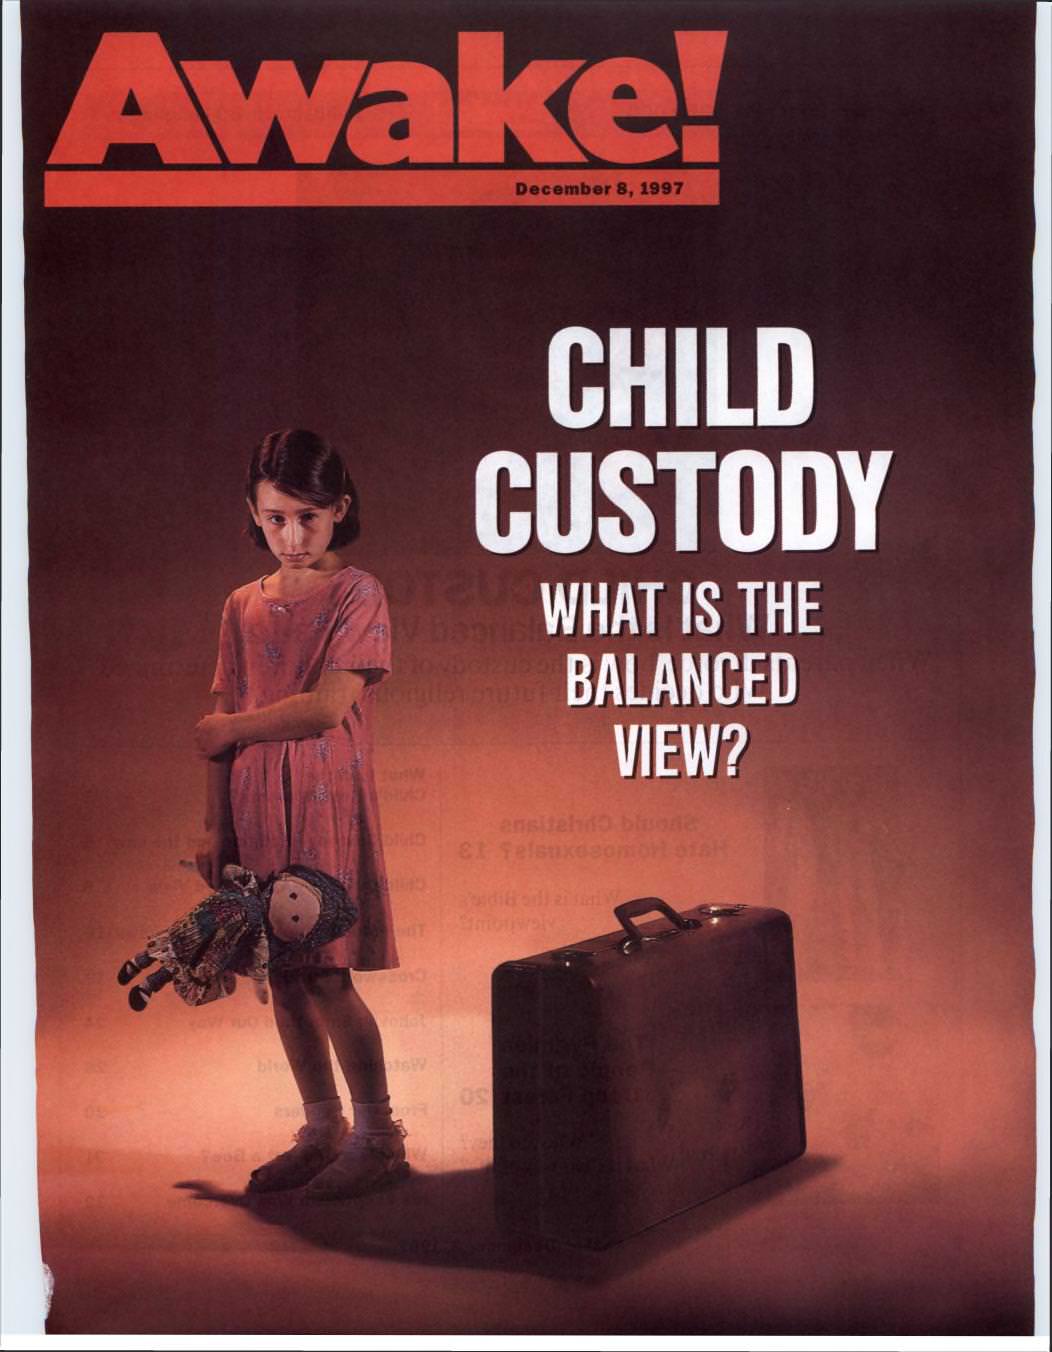 Awake!
December 8, 1997
CHILD
CUSTODY
WHAT IS THE
BALANCED
VIEW?